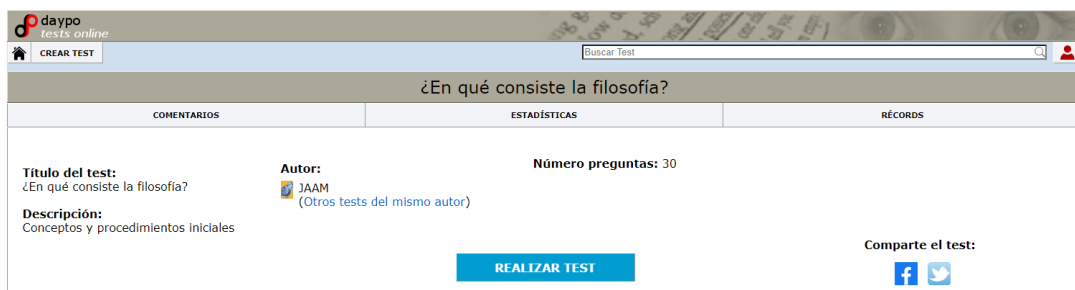 daypo
tests online
CREAR TEST
Buscar Test
¿En qué consiste la filosofía?
COMENTARIOS
ESTADÍSTICAS
RÉCORDS
Título del test:
¿En qué consiste la filosofía?
Descripción:
Conceptos y procedimientos iniciales
Autor:
JAAM
(Otros tests del mismo autor)
Número preguntas: 30
REALIZAR TEST
Comparte el test: